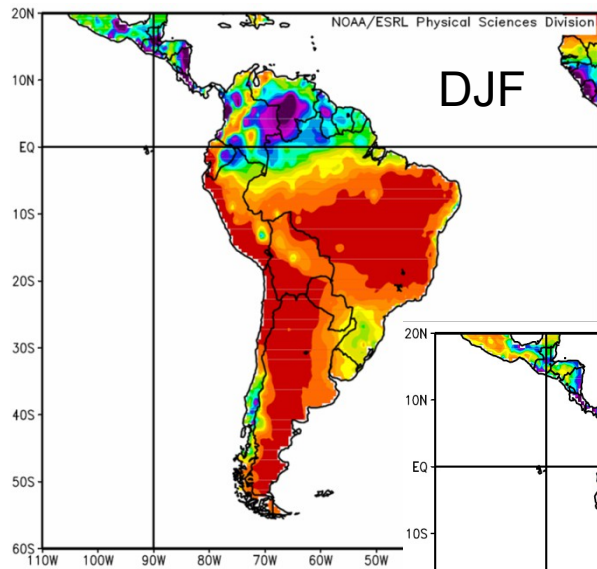 NOAA/ESRL Physical Sciences Division
DJF
20N
10N
EQ
10S
20S
30S
40S
50S
60S
110W 100W 90W 80W 70W 60W 50W
20N
10N
EQ
10S